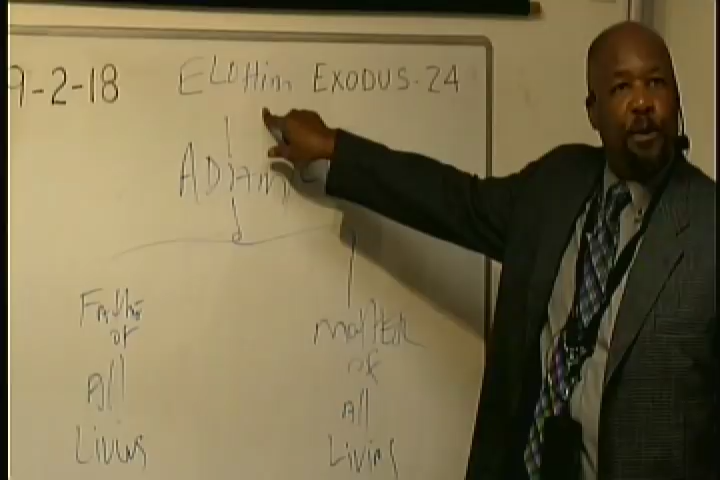 9-2-18 ELOHim EXODUS-24
ADAM
Father
of
All
Living
MOTHER
of
All
Living